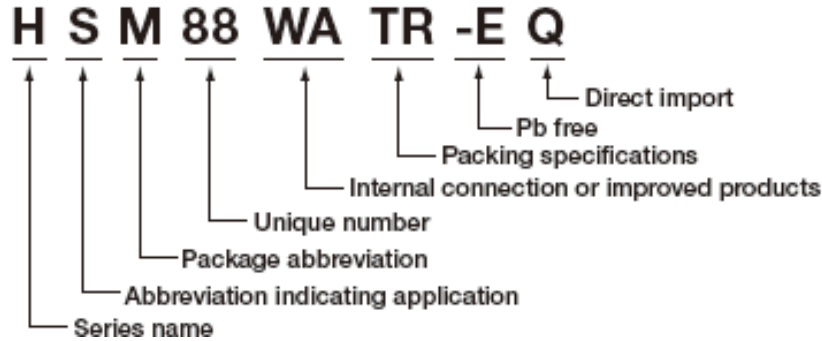 H S M 88 WA TR -E Q
Direct import
Pb free
Packing specifications
Internal connection or improved products
Unique number
Package abbreviation
Abbreviation indicating application
Series name